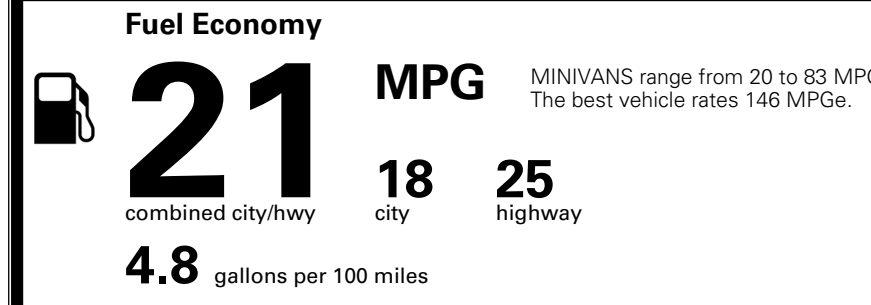 Fuel Economy
21 MPG
MINIVANS range from 20 to 83 MPG
The best vehicle rates 146 MPGe.
18 25
combined city/hwy city highway
4.8 gallons per 100 miles